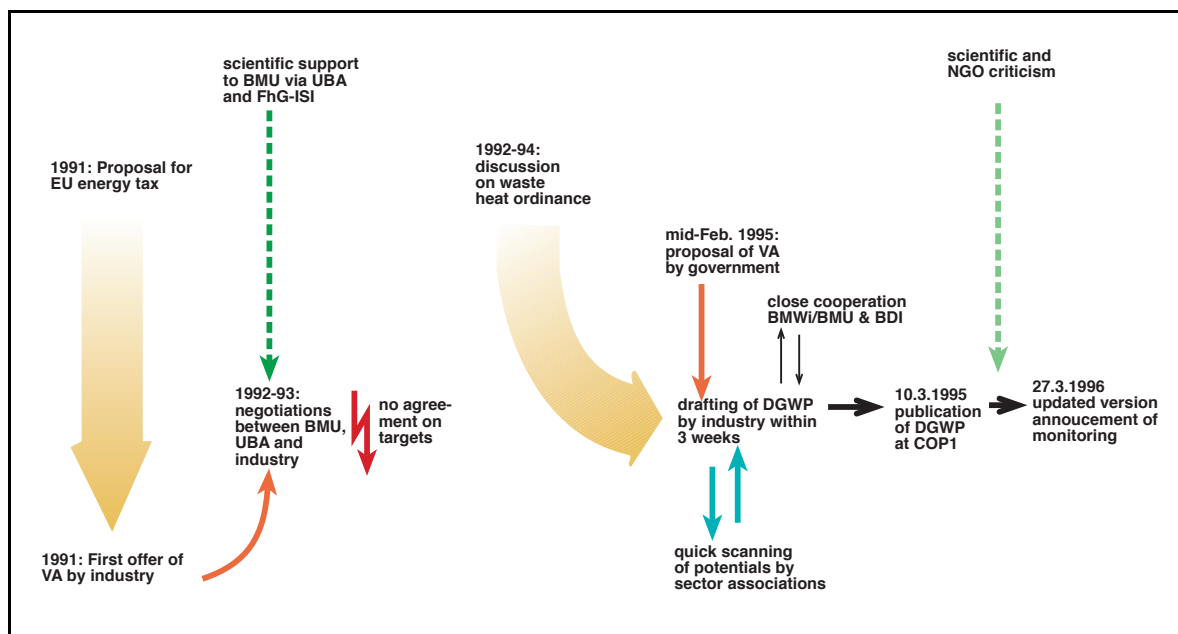 scientific support
to BMU via UBA
and FhG-ISI
scientific and
NGO criticism
1991: Proposal for
EU energy tax
1992-94:
discussion
on waste
heat ordinance
mid-Feb. 1995:
proposal of VA
by government
close cooperation
BMWi/BMU & BDI
1992-93:
negotiations
between BMU,
UBA and
industry
no agree-
ment on
targets
drafting of DGWP
by industry within
3 weeks
10.3.1995
publication
of DGWP
at COP1
27.3.1996
updated version
annoucement of
monitoring
1991: First offer of
VA by industry
quick scanning
of potentials by
sector associations